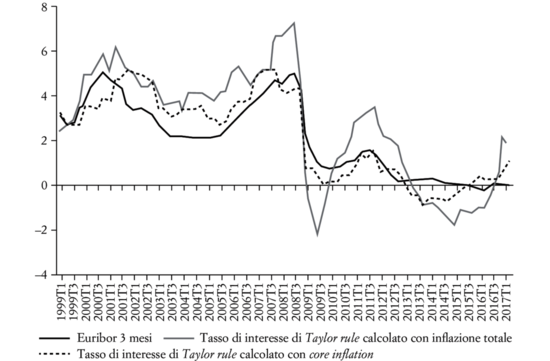 8
6
4
2
0
−2
−4
1999T1
1999T3
2000T1
2000T3
2001T1
2001T3
2002T1
2002T3
2003T1
2003T3
2004T1
2004T3
2005T1
2005T3
2006T1
2006T3
2007T1
2007T3
2008T1
2008T3
2009T1
2009T3
2010T1
2010T3
2011T1
2011T3
2012T1
2012T3
2013T1
2013T3
2014T1
2014T3
2015T1
2015T3
2016T1
2016T3
2017T1
Euribor 3 mesi Tasso di interesse di Taylor rule calcolato con inflazione totale
Tasso di interesse di Taylor rule calcolato con core inflation